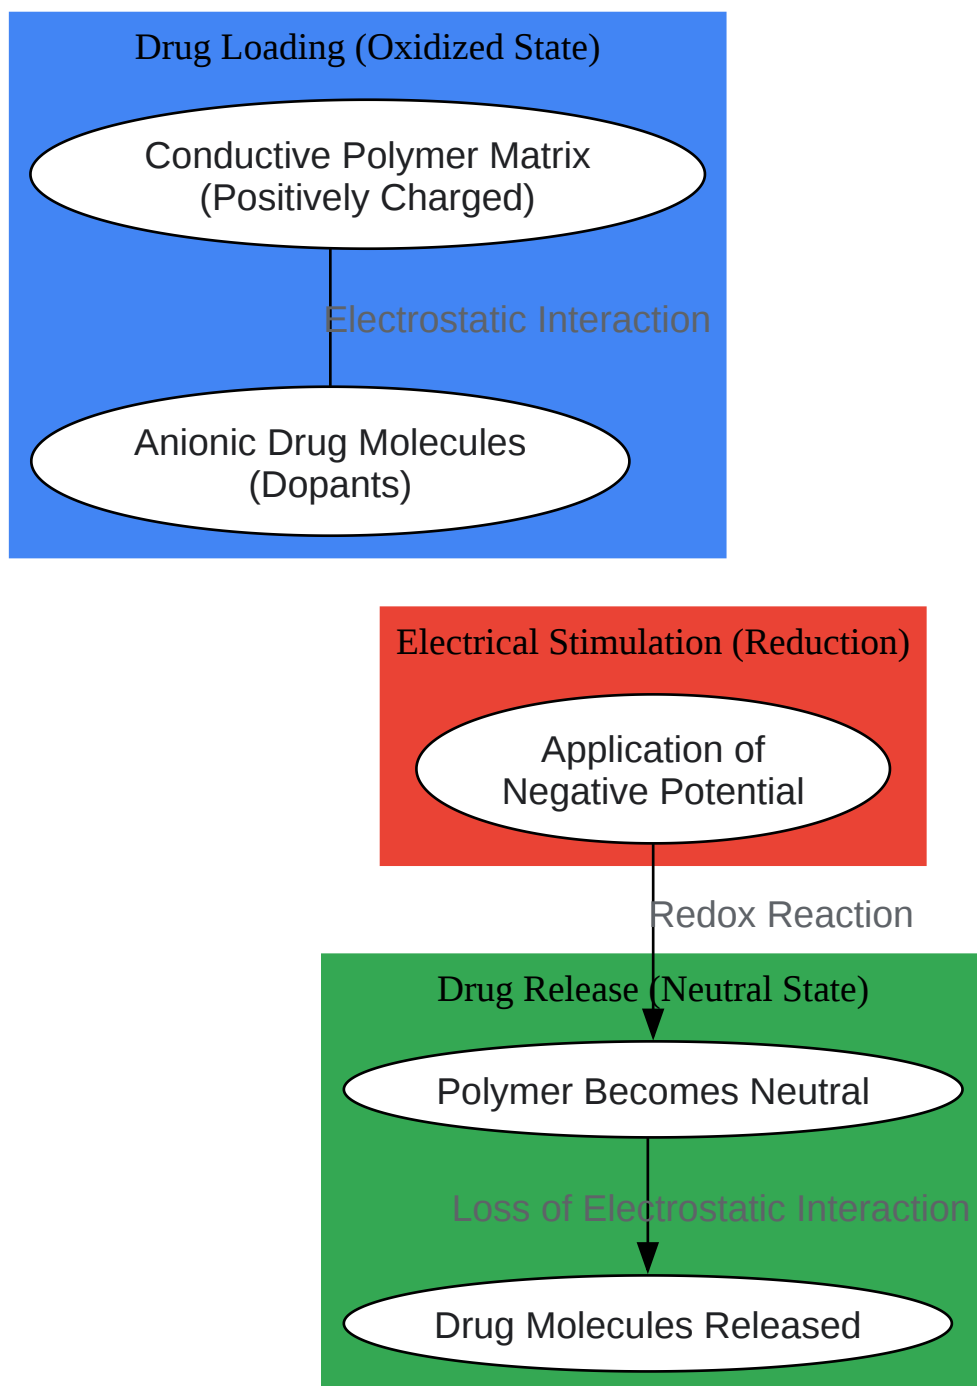 Drug Loading (Oxidized State)
Conductive Polymer Matrix
(Positively Charged)
Electrostatic Interaction
Anionic Drug Molecules
(Dopants)
Electrical Stimulation (Reduction)
Application of
Negative Potential
Redox Reaction
Drug Release (Neutral State)
Polymer Becomes Neutral
Loss of Electrostatic Interaction
Drug Molecules Released